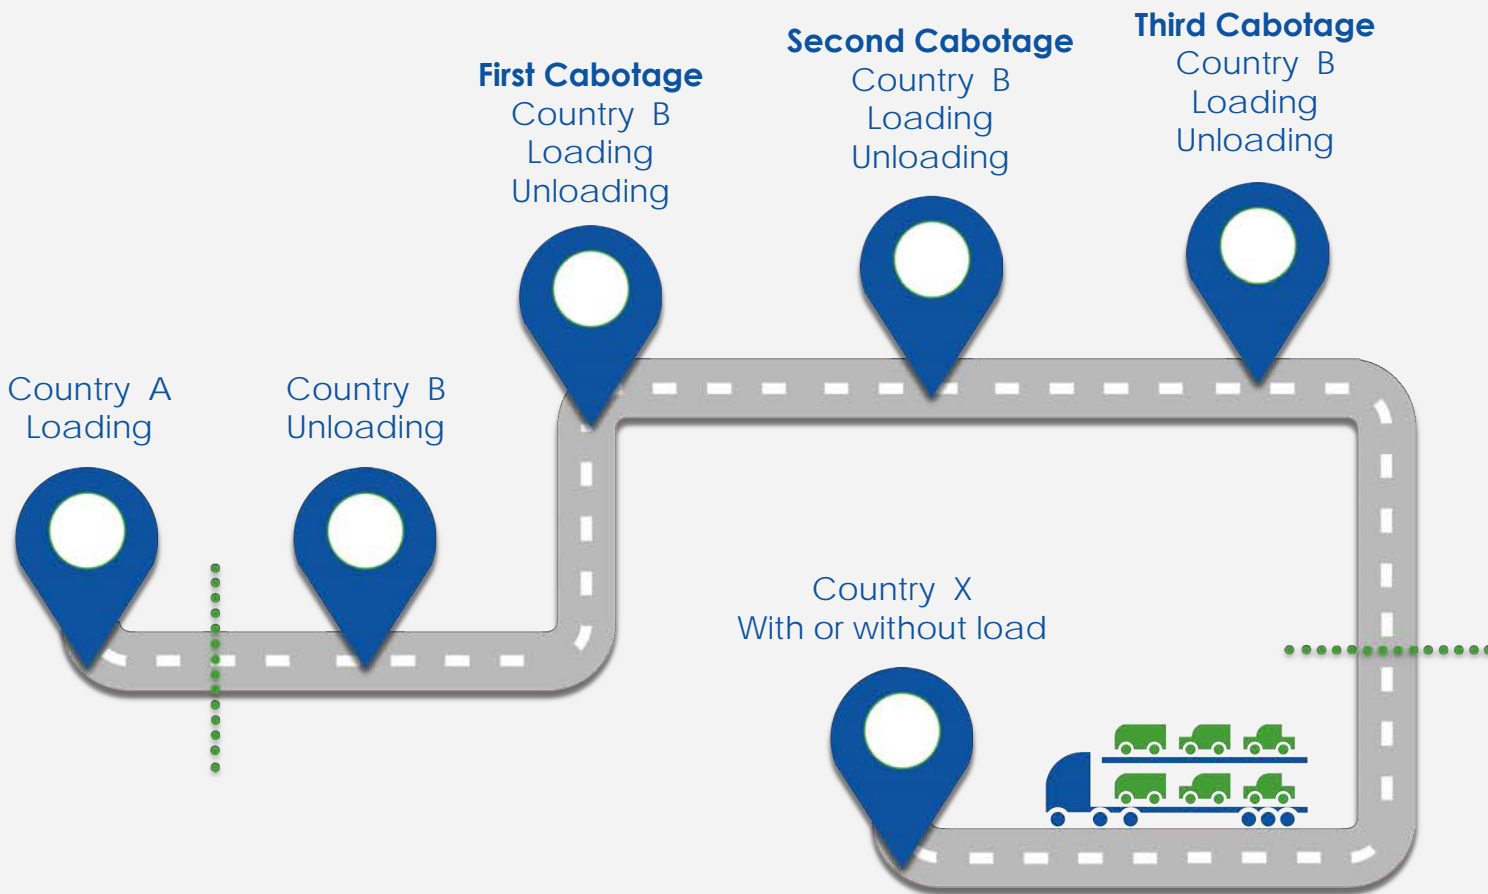 Country A
Loading
Country B
Unloading
First Cabotage
Country B
Loading
Unloading
Second Cabotage
Country B
Loading
Unloading
Third Cabotage
Country B
Loading
Unloading
Country X
With or without load